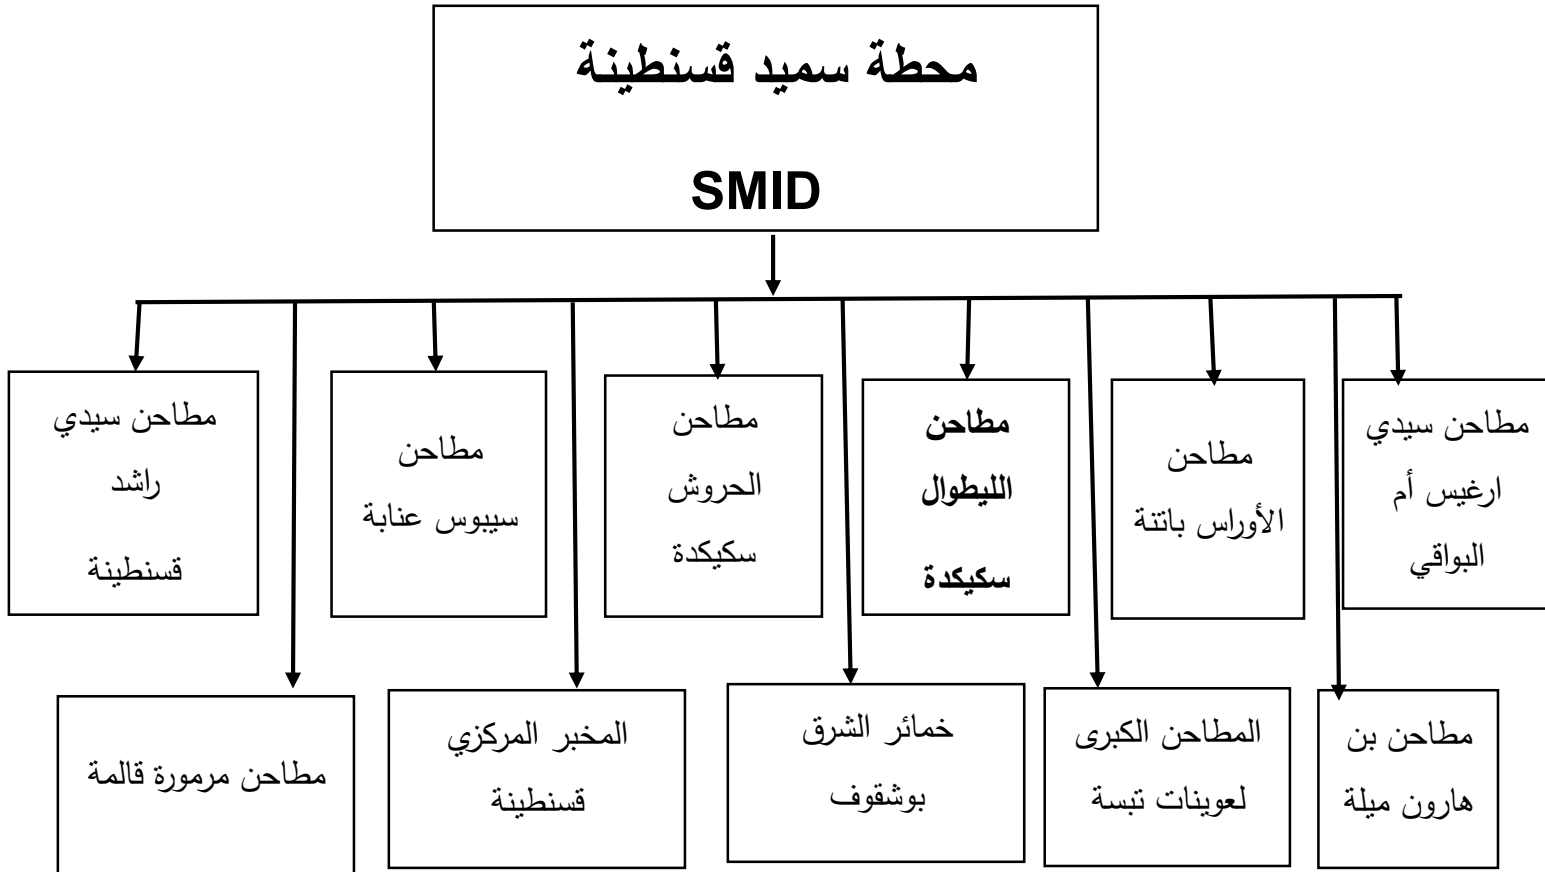 محطة سميد قسنطينة
SMID
مطاحن سيدي
ارغيس أم
البواقي
مطاحن
الأوراس باتنة
مطاحن
الليطوال
سكيكدة
مطاحن
الحروش
سكيكدة
مطاحن
سيبوس عنابة
مطاحن سيدي
راشد
قسنطينة
مطاحن بن
هارون ميلة
المطاحن الكبرى
لعوينات تبسة
خمائر الشرق
بوشقوف
المخبر المركزي
قسنطينة
مطاحن مرمورة قالمة